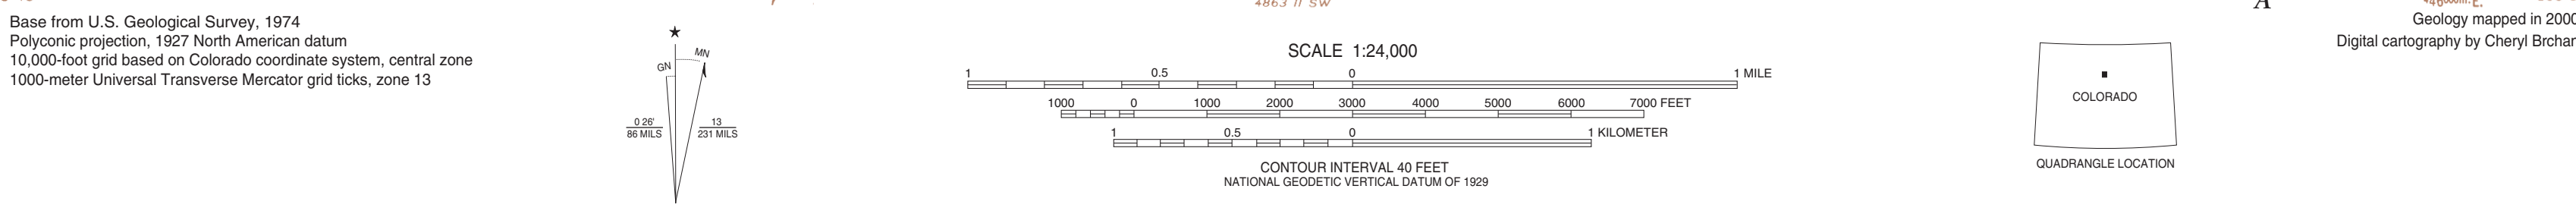 4863 II SW
Base from U.S. Geological Survey, 1974
Polyconic projection, 1927 North American datum
10,000-foot grid based on Colorado coordinate system, central zone
1000-meter Universal Transverse Mercator grid ticks, zone 13
GN
MN
0 26'
86 MILS
13
231 MILS
SCALE 1:24,000
1 0.5 0 1 MILE
1000 0 1000 2000 3000 4000 5000 6000 7000 FEET
1 0.5 0 1 KILOMETER
CONTOUR INTERVAL 40 FEET
NATIONAL GEODETIC VERTICAL DATUM OF 1929
COLORADO
QUADRANGLE LOCATION
A
Geology mapped in 2000
Digital cartography by Cheryl Brchan